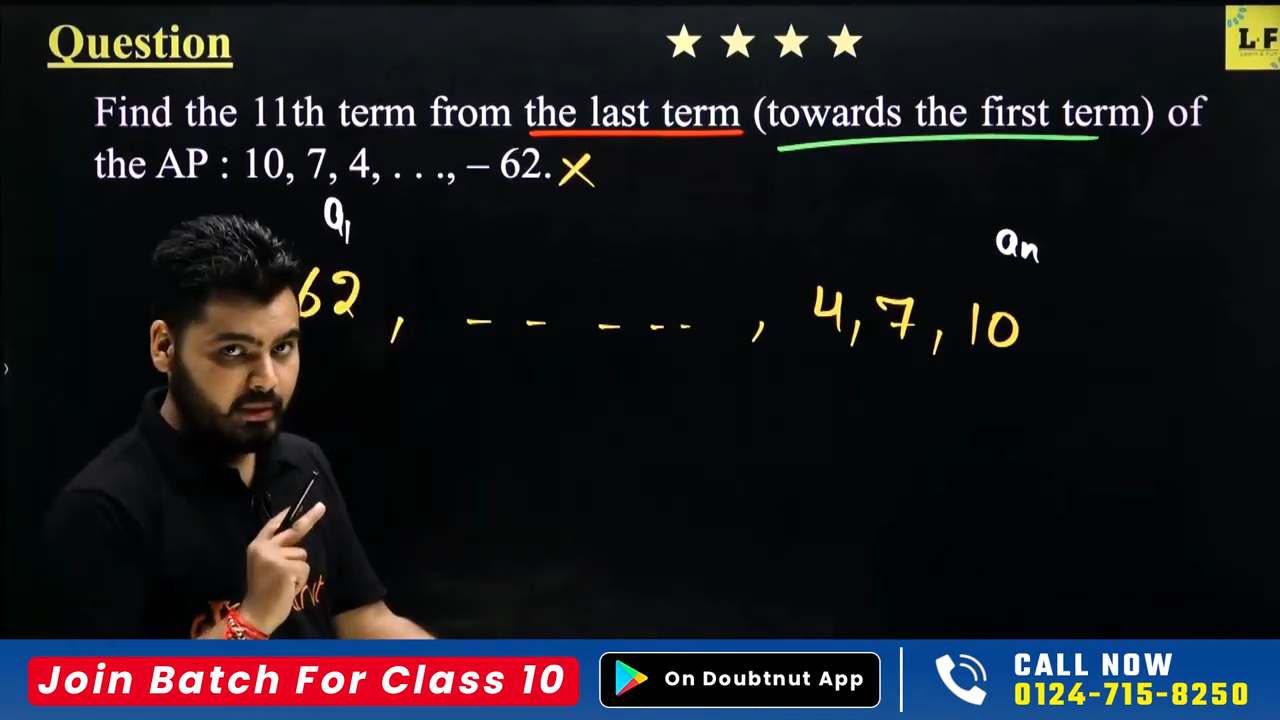 Question
L F
Find the 11th term from the last term (towards the first term) of
the AP : 10, 7, 4, . . ., – 62. ×
a₁
aₙ
62 , - - - - - , 4, 7, 10
Join Batch For Class 10
On Doubtnut App
CALL NOW
0124-715-8250